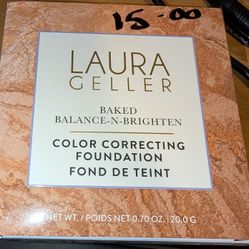 15.00
LAURA
GELLER
BAKED
BALANCE-N-BRIGHTEN
COLOR CORRECTING
FOUNDATION
FOND DE TEINT
NET WT. / POIDS NET 0.70 OZ. | 20.0 G